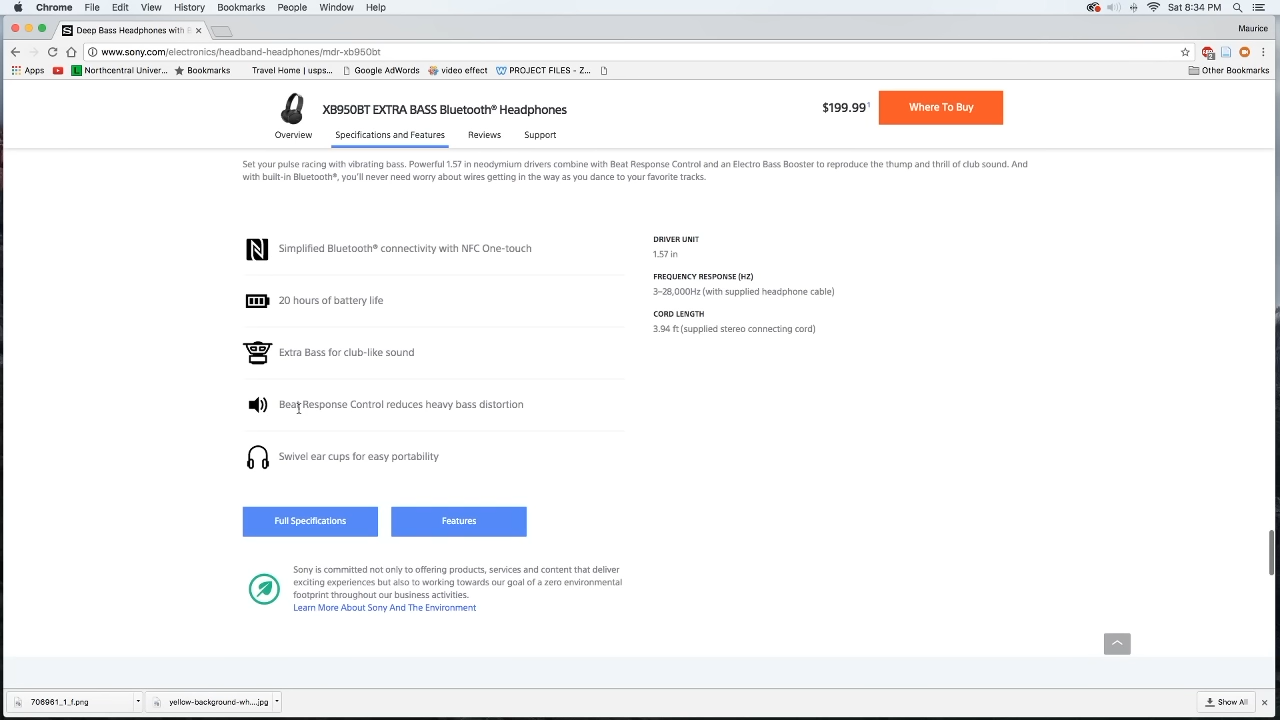 Chrome File Edit View History Bookmarks People Window Help Sat 8:34 PM
Deep Bass Headphones with E
Maurice
www.sony.com/electronics/headband-headphones/mdr-xb950bt
Apps Northcentral Univer... Bookmarks Travel Home | usps... Google AdWords video effect PROJECT FILES - Z... Other Bookmarks
XB950BT EXTRA BASS Bluetooth® Headphones
$199.99¹
Where To Buy
Overview Specifications and Features Reviews Support
Set your pulse racing with vibrating bass. Powerful 1.57 in neodymium drivers combine with Beat Response Control and an Electro Bass Booster to reproduce the thump and thrill of club sound. And
with built-in Bluetooth®, you'll never need worry about wires getting in the way as you dance to your favorite tracks.
Simplified Bluetooth® connectivity with NFC One-touch
20 hours of battery life
Extra Bass for club-like sound
Beat Response Control reduces heavy bass distortion
Swivel ear cups for easy portability
DRIVER UNIT
1.57 in
FREQUENCY RESPONSE (HZ)
3–28,000Hz (with supplied headphone cable)
CORD LENGTH
3.94 ft (supplied stereo connecting cord)
Full Specifications Features
Sony is committed not only to offering products, services and content that deliver
exciting experiences but also to working towards our goal of a zero environmental
footprint throughout our business activities.
Learn More About Sony And The Environment
706961_1_f.png yellow-background-wh....jpg Show All